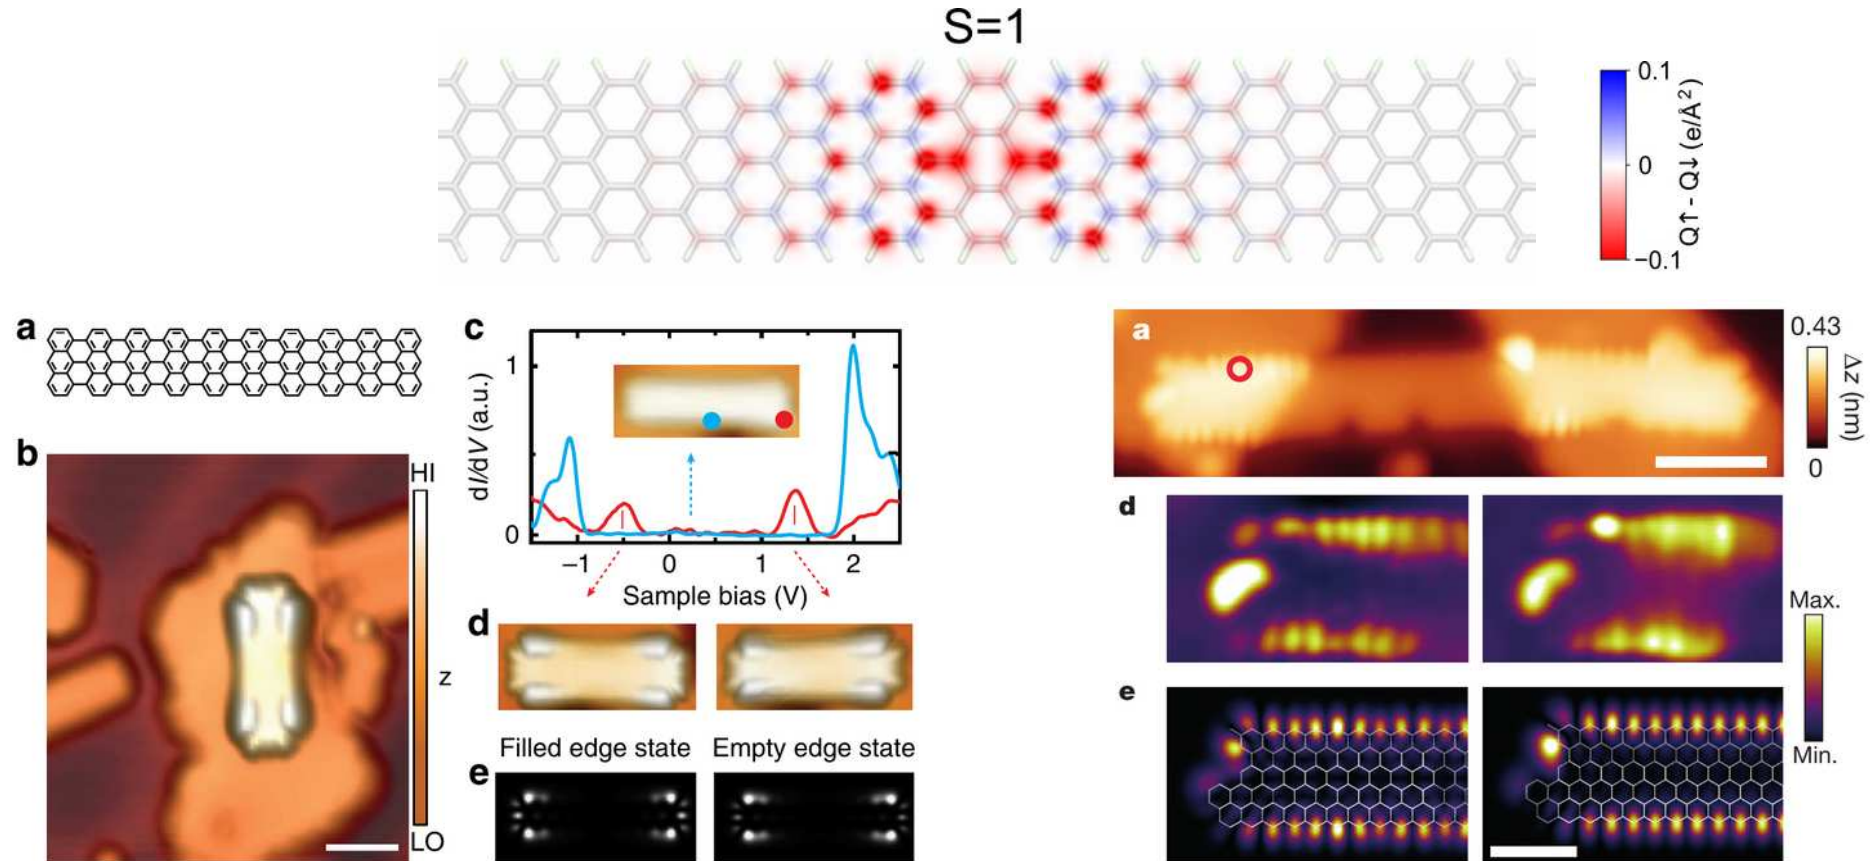 S=1
0.1
0
−0.1
Q↑- Q↓ (e/Å²)
a
b
HI
z
LO
c
dI/dV (a.u.)
1
0
−1
0
1
2
Sample bias (V)
d
Filled edge state
Empty edge state
e
a
0.43
Δz (nm)
0
d
e
Max.
Min.